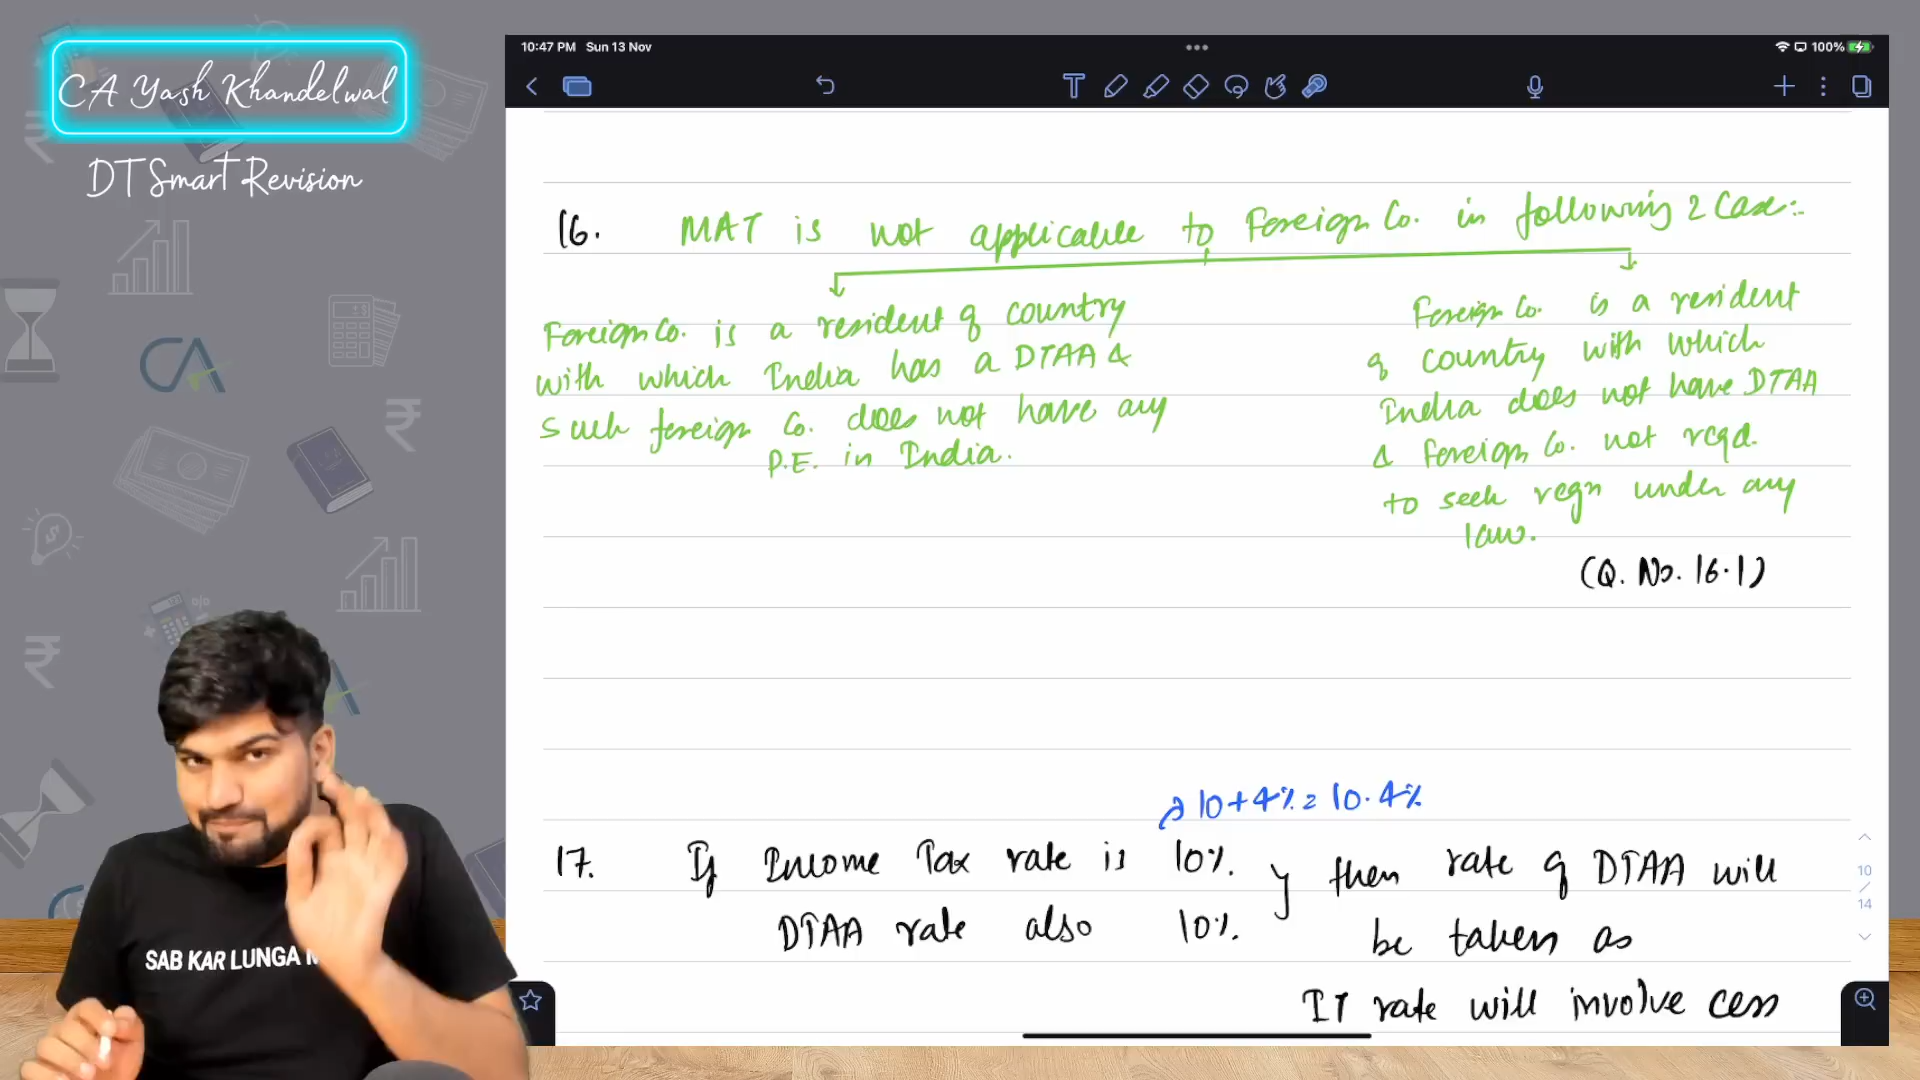 CA Yash Khandelwal
DT Smart Revision
10:47 PM Sun 13 Nov
100%
16. MAT is not applicable to Foreign Co. in following 2 Case:-
Foreign Co. is a resident of country
with which India has a DTAA &
Such foreign Co. does not have any
P.E. in India.
Foreign Co. is a resident
of country with which
India does not have DTAA
& foreign Co. not reqd.
to seek regn under any
law.
(Q. No. 16.1)
→ 10+4% = 10.4%
17. If Income Tax rate is 10% } then rate of DTAA will
DTAA rate also 10%. be taken as
IT rate will involve cess
10
/
14
CA
SAB KAR LUNGA